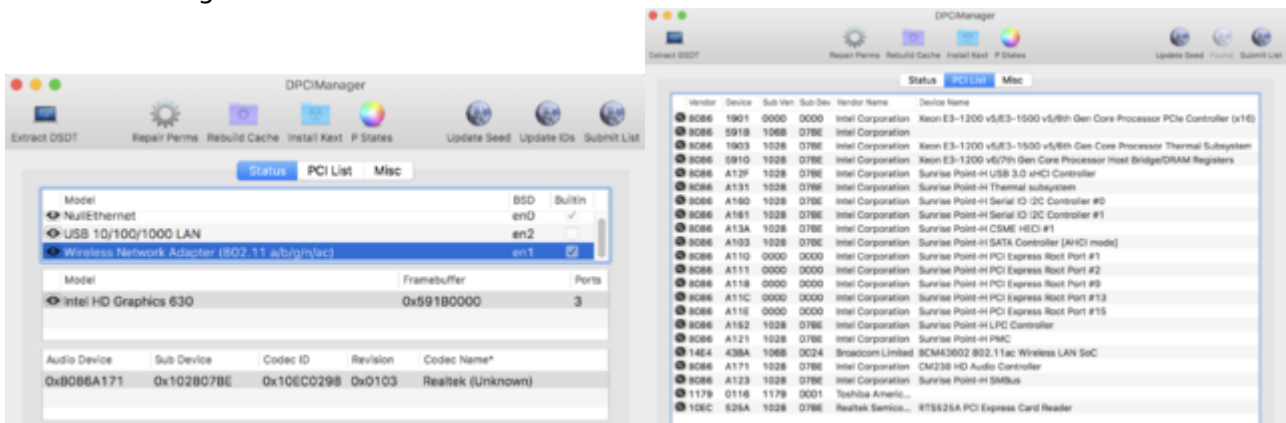 DPCIManager
Extract DSDT Repair Perms Rebuild Cache Install Kext P States Update Seed Update IDs Submit List
Status PCI List Misc
Model BSD Builtin
NullEthernet en0
USB 10/100/1000 LAN en2
Wireless Network Adapter (802.11 a/b/g/n/ac) en1
Model Framebuffer Ports
Intel HD Graphics 630 0x591B0000 3
Audio Device Sub Device Codec ID Revision Codec Name*
0x8086A171 0x102807BE 0x10EC0298 0x0103 Realtek (Unknown)
DPCIManager
Extract DSDT Repair Perms Rebuild Cache Install Kext P States Update Seed Found Submit List
Status PCI List Misc
Vendor Device Sub Ven Sub Dev Vendor Name Device Name
8086 1901 0000 0000 Intel Corporation Xeon E3-1200 v5/E3-1500 v5/6th Gen Core Processor PCIe Controller (x16)
8086 591B 106B 07BE Intel Corporation
8086 1903 1028 07BE Intel Corporation Xeon E3-1200 v5/E3-1500 v5/6th Gen Core Processor Thermal Subsystem
8086 5910 1028 07BE Intel Corporation Xeon E3-1200 v6/7th Gen Core Processor Host Bridge/DRAM Registers
8086 A12F 1028 07BE Intel Corporation Sunrise Point-H USB 3.0 xHCI Controller
8086 A131 1028 07BE Intel Corporation Sunrise Point-H Thermal subsystem
8086 A160 1028 07BE Intel Corporation Sunrise Point-H Serial IO I2C Controller #0
8086 A161 1028 07BE Intel Corporation Sunrise Point-H Serial IO I2C Controller #1
8086 A13A 1028 07BE Intel Corporation Sunrise Point-H CSME HECI #1
8086 A103 1028 07BE Intel Corporation Sunrise Point-H SATA Controller [AHCI mode]
8086 A110 0000 0000 Intel Corporation Sunrise Point-H PCI Express Root Port #1
8086 A111 0000 0000 Intel Corporation Sunrise Point-H PCI Express Root Port #2
8086 A118 0000 0000 Intel Corporation Sunrise Point-H PCI Express Root Port #9
8086 A11C 0000 0000 Intel Corporation Sunrise Point-H PCI Express Root Port #13
8086 A11E 0000 0000 Intel Corporation Sunrise Point-H PCI Express Root Port #15
8086 A152 1028 07BE Intel Corporation Sunrise Point-H LPC Controller
8086 A121 1028 07BE Intel Corporation Sunrise Point-H PMC
14E4 43BA 106B 0024 Broadcom Limited BCM43602 802.11ac Wireless LAN SoC
8086 A171 1028 07BE Intel Corporation CM238 HD Audio Controller
8086 A123 1028 07BE Intel Corporation Sunrise Point-H SMBus
1179 0116 1179 0001 Toshiba Americ...
10EC 525A 1028 07BE Realtek Semico... RTS525A PCI Express Card Reader